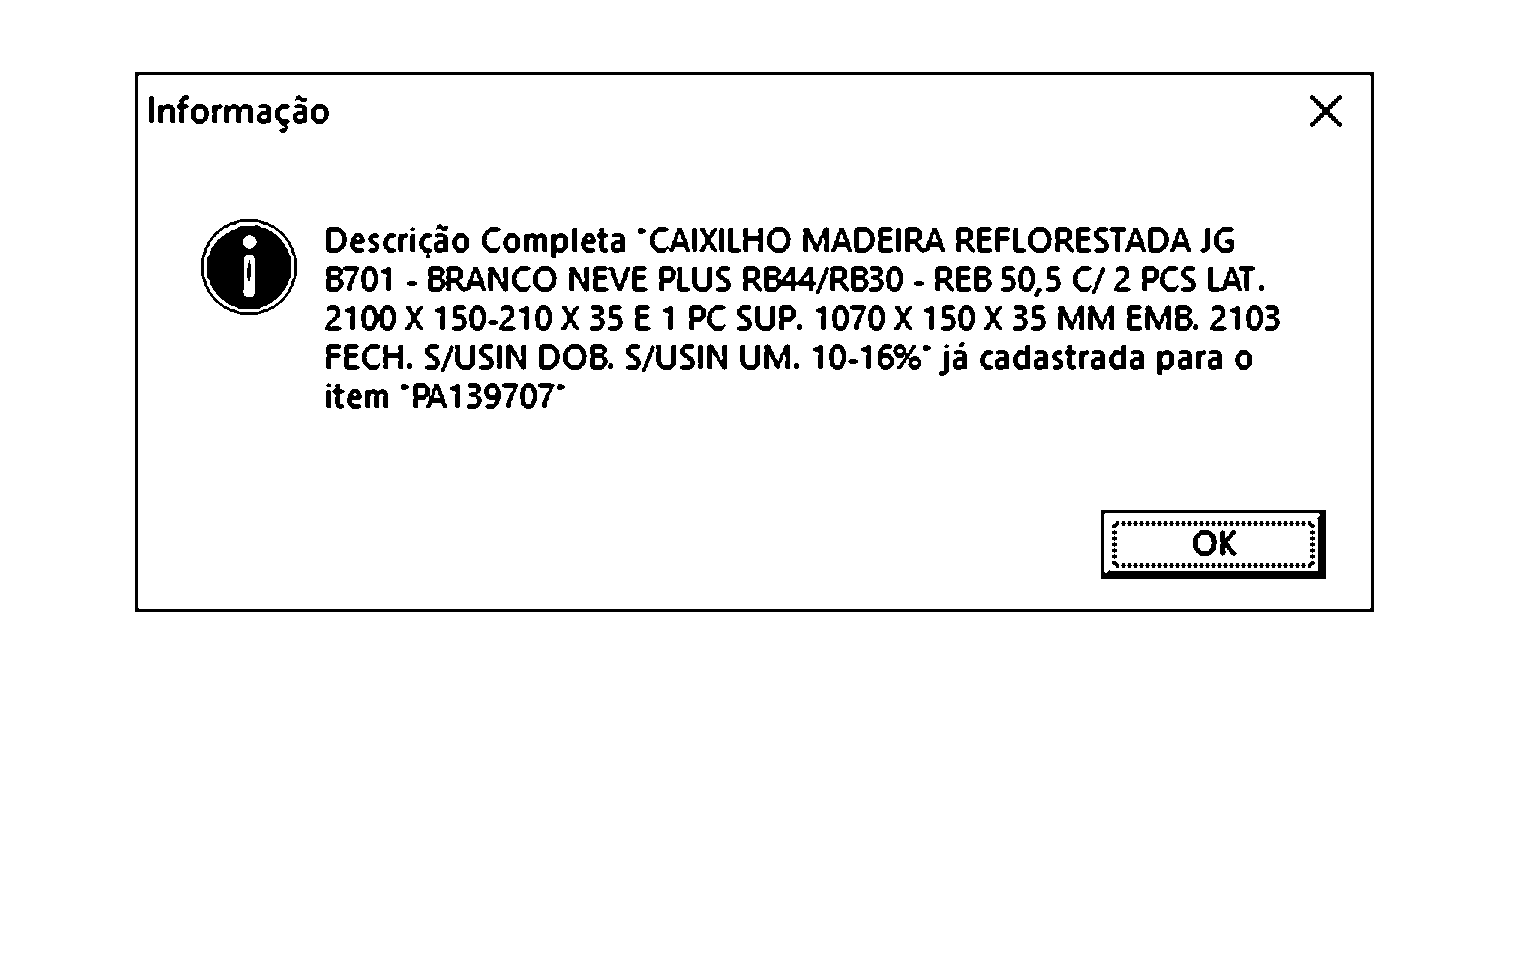 Informação
Descrição Completa "CAIXILHO MADEIRA REFLORESTADA JG
B701 - BRANCO NEVE PLUS RB44/RB30 - REB 50,5 C/ 2 PCS LAT.
2100 X 150-210 X 35 E 1 PC SUP. 1070 X 150 X 35 MM EMB. 2103
FECH. S/USIN DOB. S/USIN UM. 10-16%" já cadastrada para o
item "PA139707"
OK